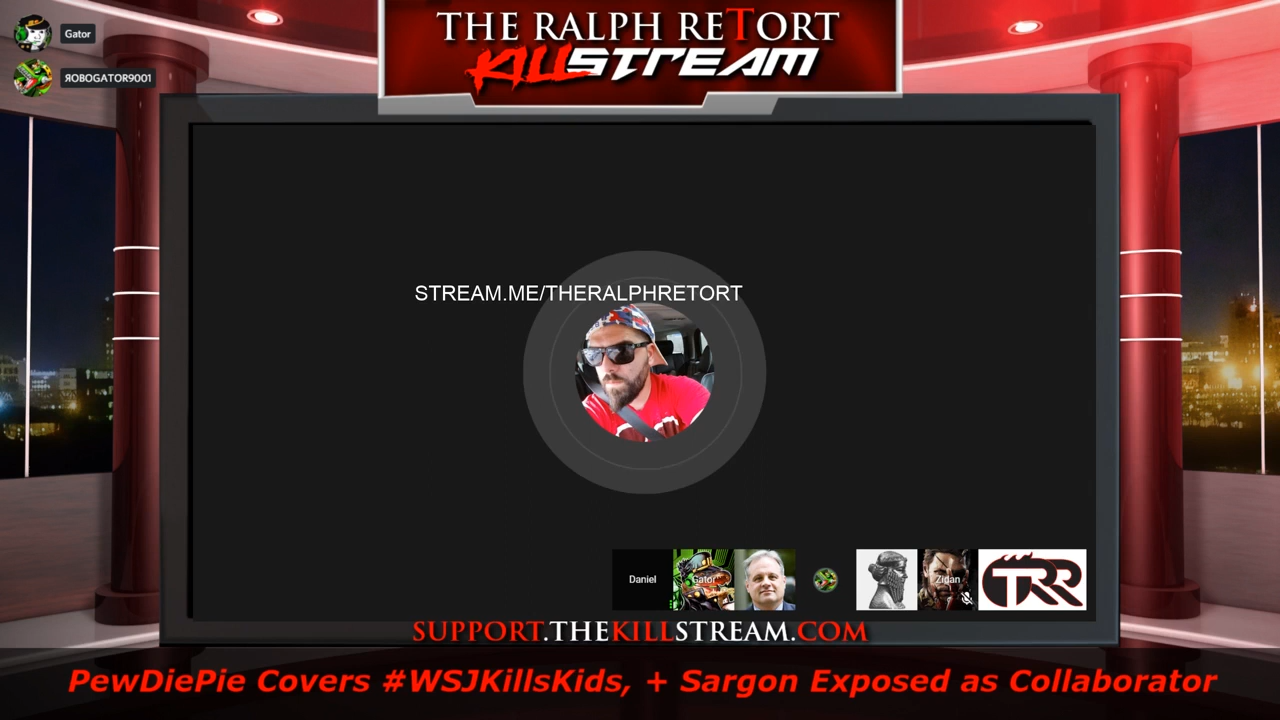 Gator
ЯOBOGATOR9001
THE RALPH RETORT
KILLSTREAM
STREAM.ME/THERALPHRETORT
Daniel
Gator
Zidan
TRR
SUPPORT.THEKILLSTREAM.COM
PewDiePie Covers #WSJKillsKids, + Sargon Exposed as Collaborator